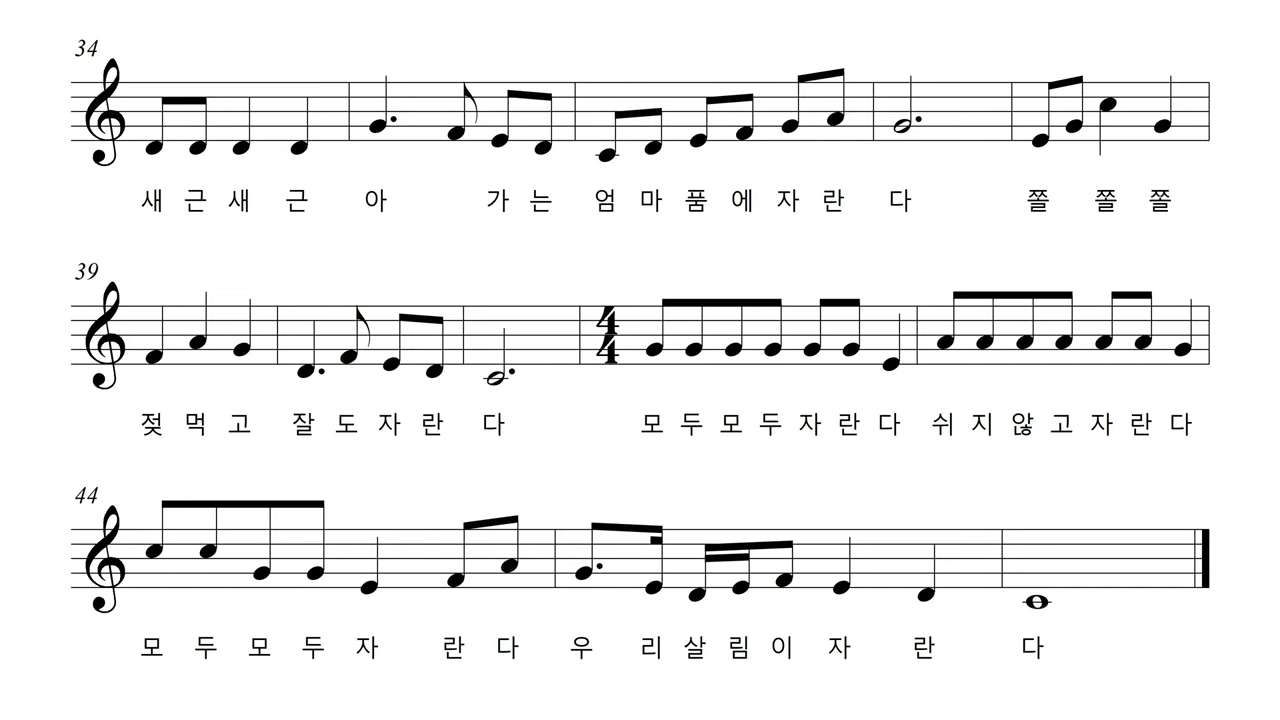 34
새 근 새 근 아 가 는 엄 마 품 에 자 란 다 쫄 쫄 쫄
39
젖 먹 고 잘 도 자 란 다 모 두 모 두 자 란 다 쉬 지 않 고 자 란 다
44
모 두 모 두 자 란 다 우 리 살 림 이 자 란 다